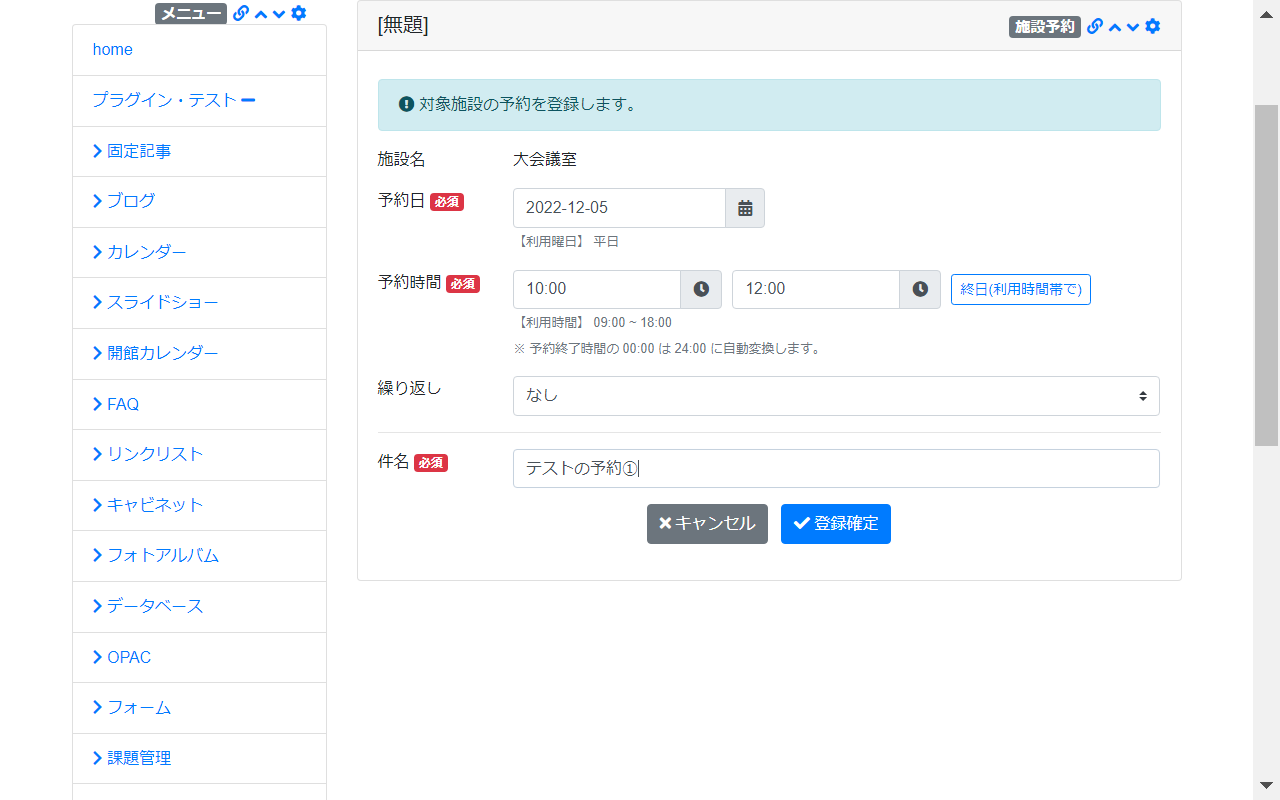 メニュー
home
プラグイン・テスト
固定記事
ブログ
カレンダー
スライドショー
開館カレンダー
FAQ
リンクリスト
キャビネット
フォトアルバム
データベース
OPAC
フォーム
課題管理
[無題]
施設予約
対象施設の予約を登録します。
施設名 大会議室
予約日 必須 2022-12-05
【利用曜日】 平日
予約時間 必須 10:00 12:00 終日(利用時間帯で)
【利用時間】 09:00 ~ 18:00
※ 予約終了時間の 00:00 は 24:00 に自動変換します。
繰り返し なし
件名 必須 テストの予約①
キャンセル 登録確定